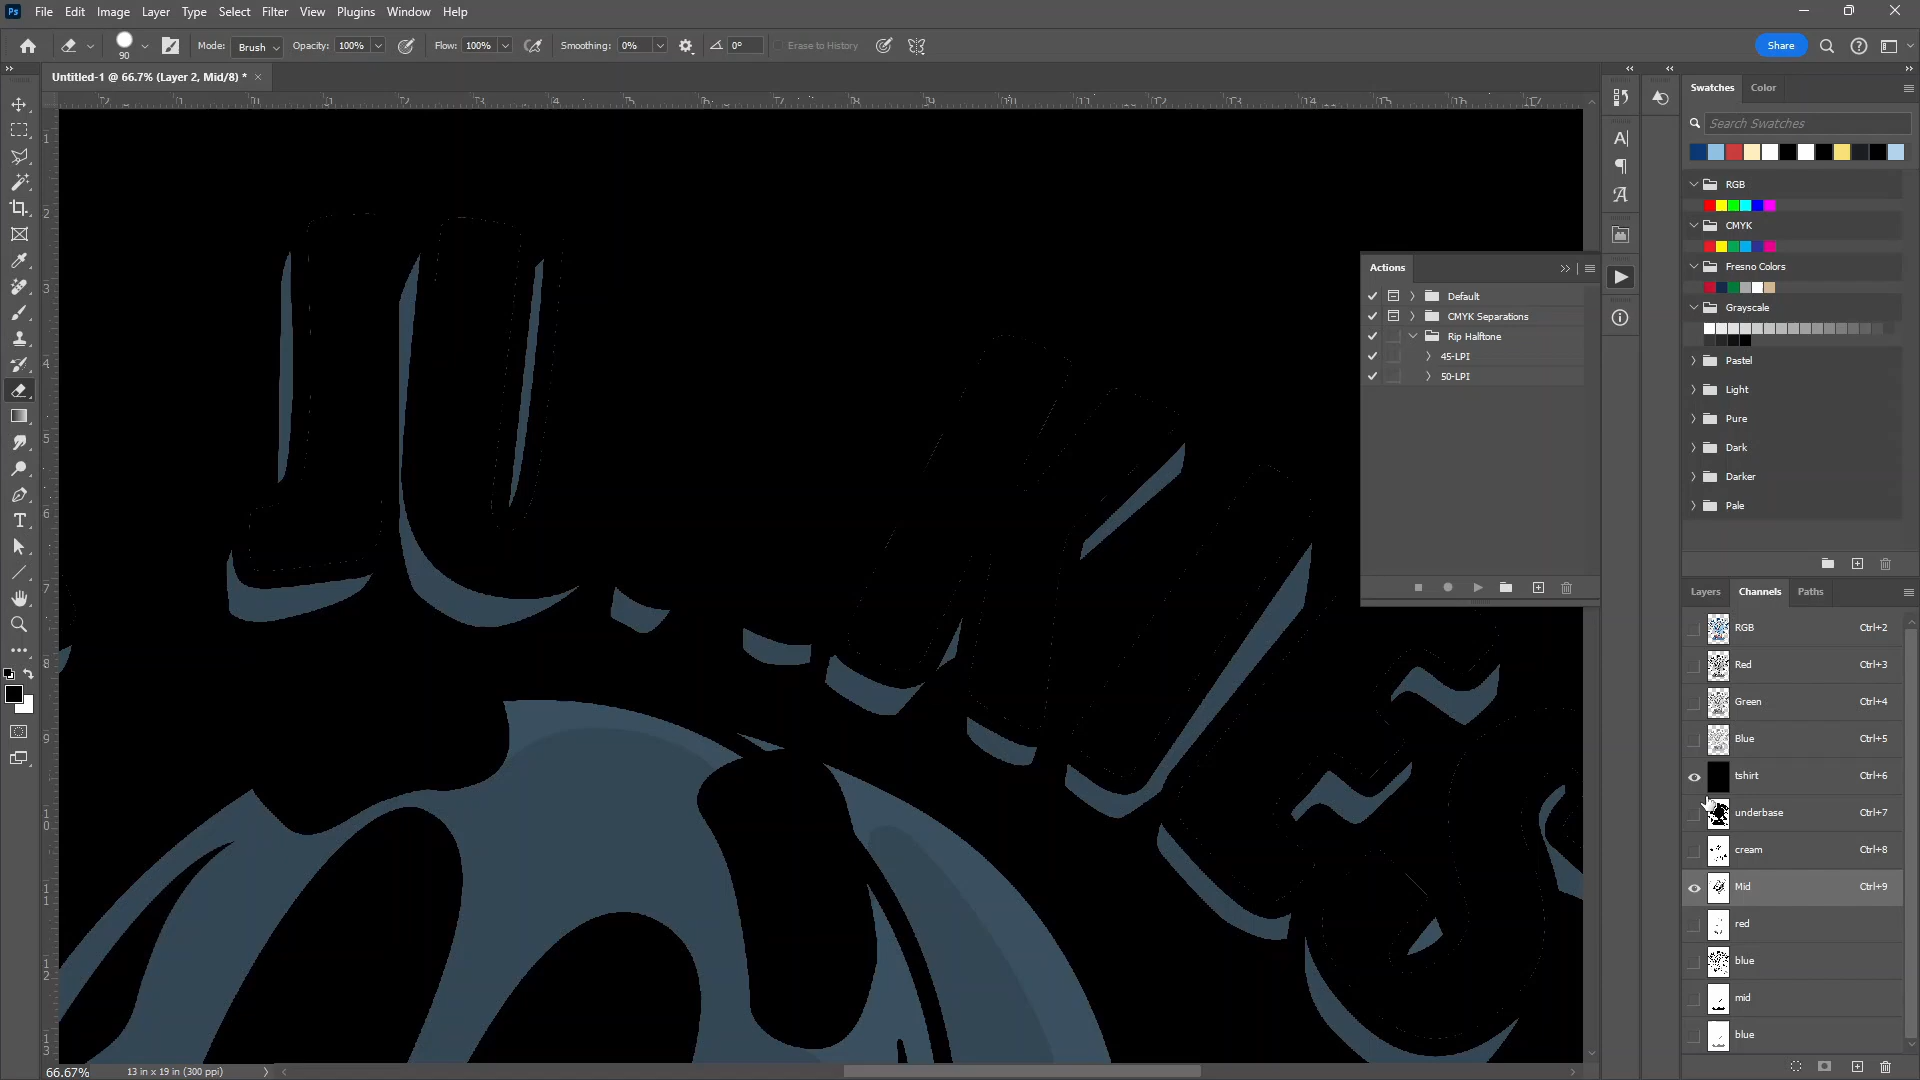 Ps File Edit Image Layer Type Select Filter View Plugins Window Help
90 Mode: Brush Opacity: 100% Flow: 100% Smoothing: 0% 0° Erase to History Share
Untitled-1 @ 66.7% (Layer 2, Mid/8) *
Swatches Color
Search Swatches
RGB
CMYK
Fresno Colors
Grayscale
Pastel
Light
Pure
Dark
Darker
Pale
Actions
Default
CMYK Separations
Rip Halftone
45-LPI
50-LPI
Layers Channels Paths
RGB Ctrl+2
Red Ctrl+3
Green Ctrl+4
Blue Ctrl+5
tshirt Ctrl+6
underbase Ctrl+7
cream Ctrl+8
Mid Ctrl+9
red
blue
mid
blue
66.67% 13 in x 19 in (300 ppi)